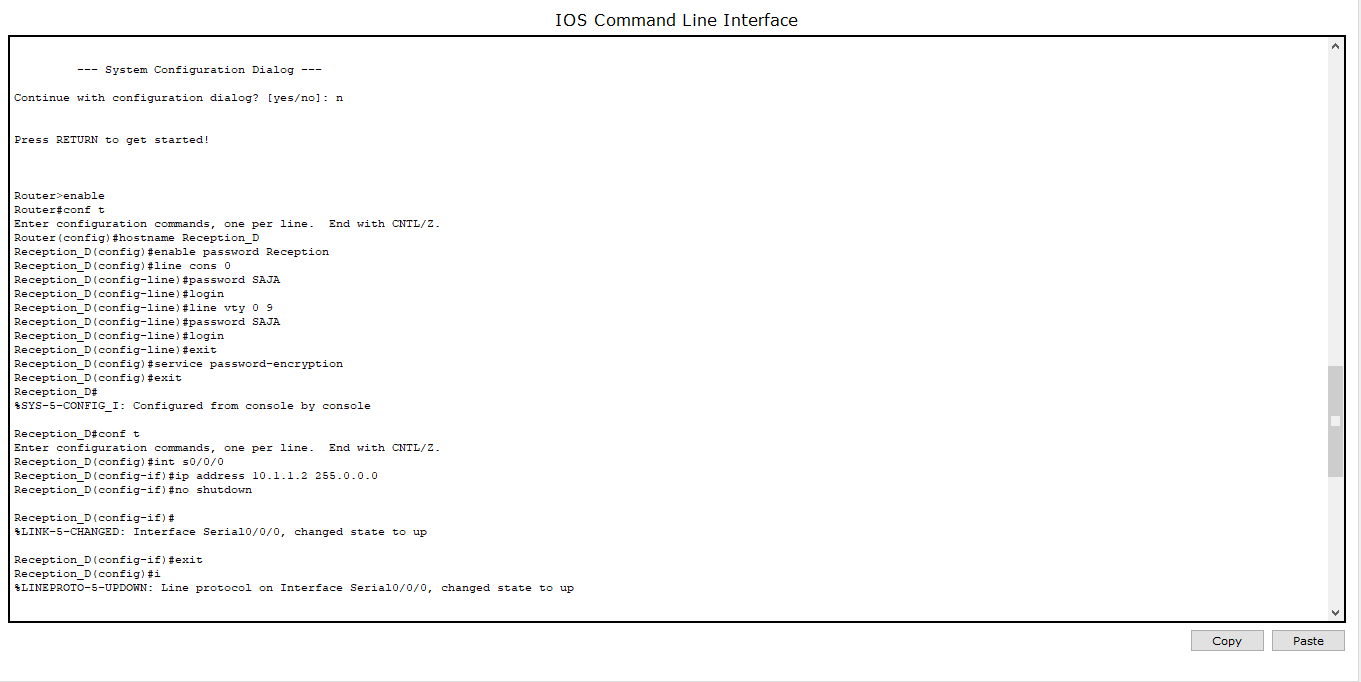 IOS Command Line Interface
--- System Configuration Dialog ---
Continue with configuration dialog? [yes/no]: n
Press RETURN to get started!
Router>enable
Router#conf t
Enter configuration commands, one per line.  End with CNTL/Z.
Router(config)#hostname Reception_D
Reception_D(config)#enable password Reception
Reception_D(config)#line cons 0
Reception_D(config-line)#password SAJA
Reception_D(config-line)#login
Reception_D(config-line)#line vty 0 9
Reception_D(config-line)#password SAJA
Reception_D(config-line)#login
Reception_D(config-line)#exit
Reception_D(config)#service password-encryption
Reception_D(config)#exit
Reception_D#
%SYS-5-CONFIG_I: Configured from console by console
Reception_D#conf t
Enter configuration commands, one per line.  End with CNTL/Z.
Reception_D(config)#int s0/0/0
Reception_D(config-if)#ip address 10.1.1.2 255.0.0.0
Reception_D(config-if)#no shutdown
Reception_D(config-if)#
%LINK-5-CHANGED: Interface Serial0/0/0, changed state to up
Reception_D(config-if)#exit
Reception_D(config)#i
%LINEPROTO-5-UPDOWN: Line protocol on Interface Serial0/0/0, changed state to up
Copy
Paste